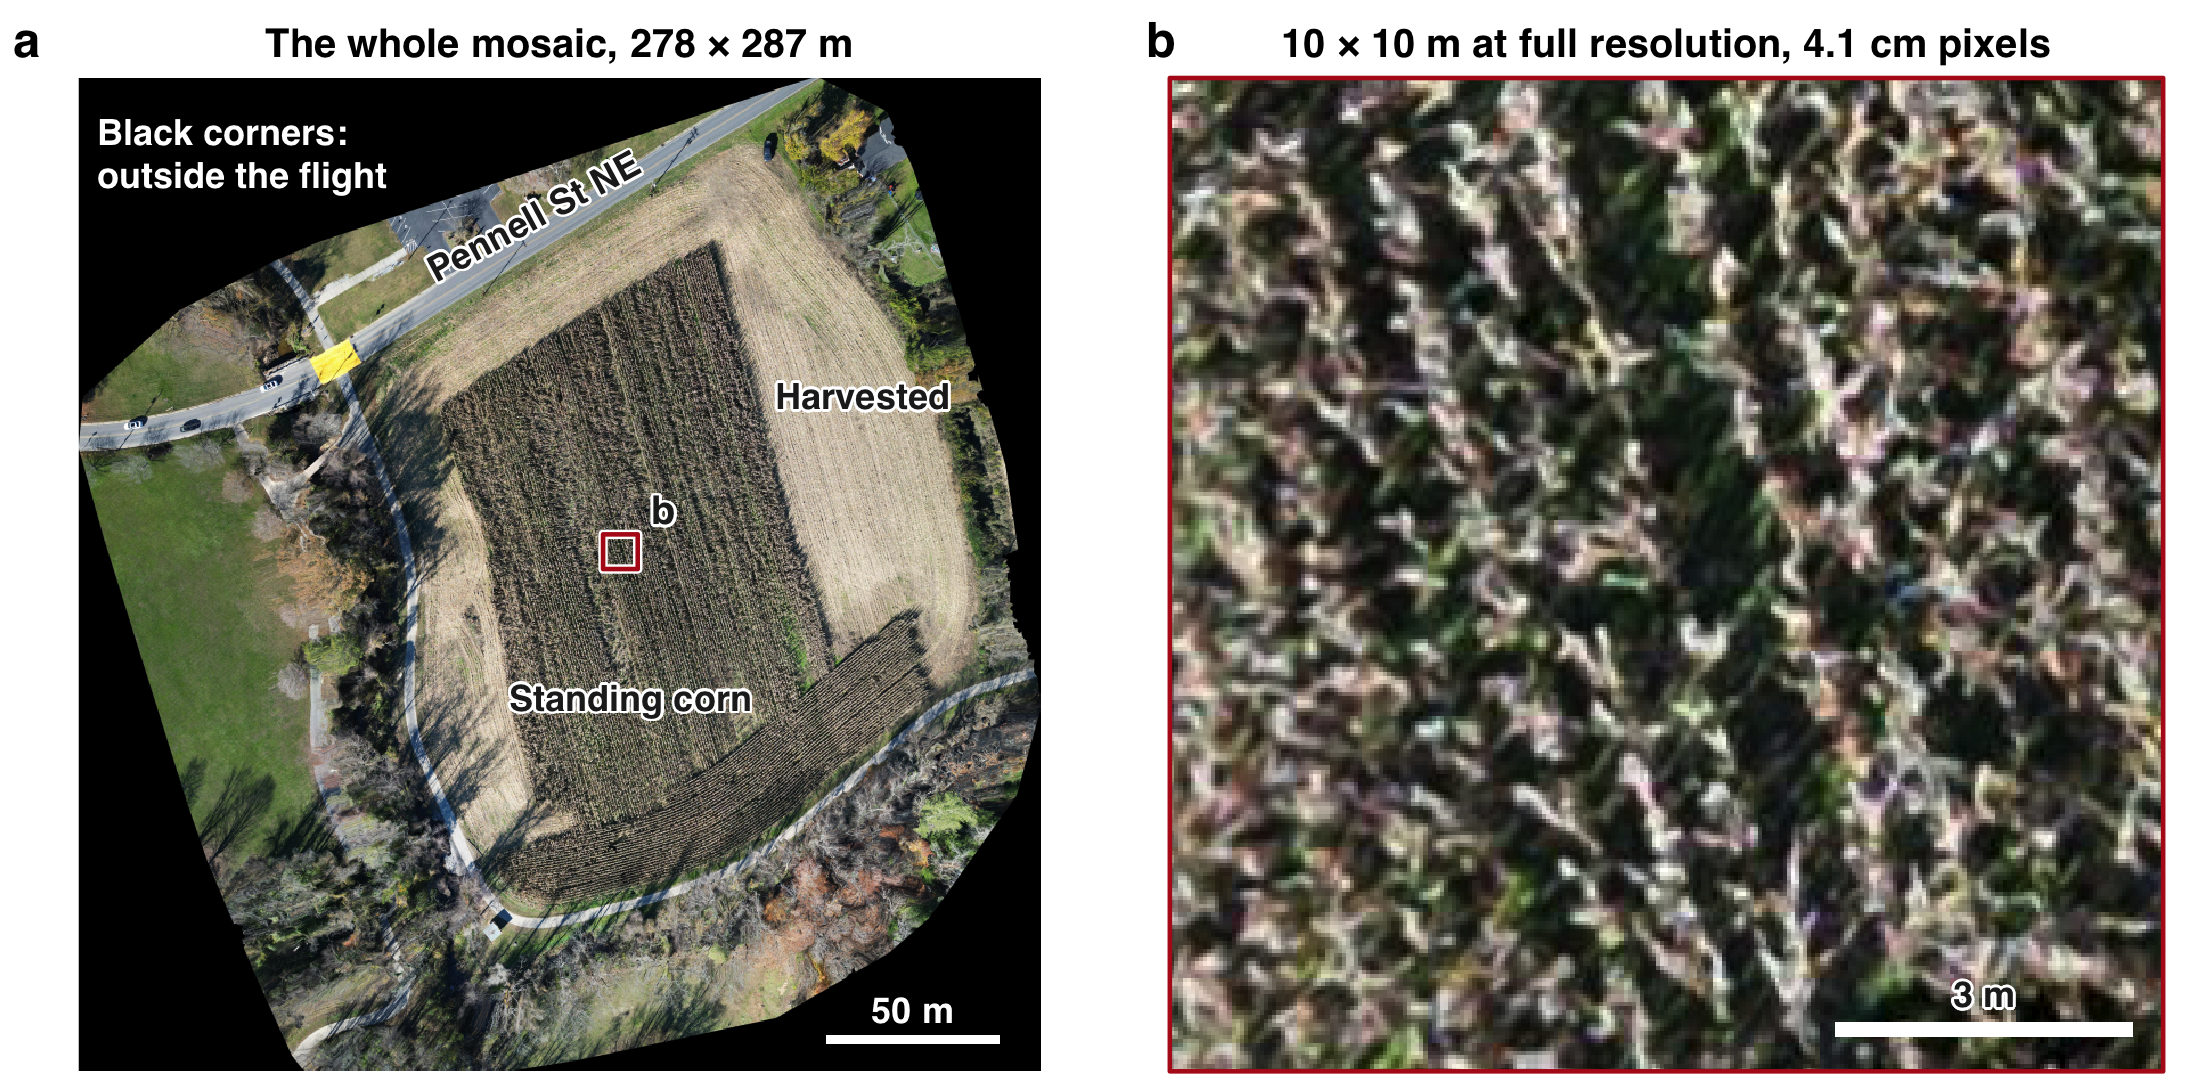 a
The whole mosaic, 278 × 287 m
Black corners:
outside the flight
Pennell St NE
Harvested
b
Standing corn
50 m
b
10 × 10 m at full resolution, 4.1 cm pixels
3 m